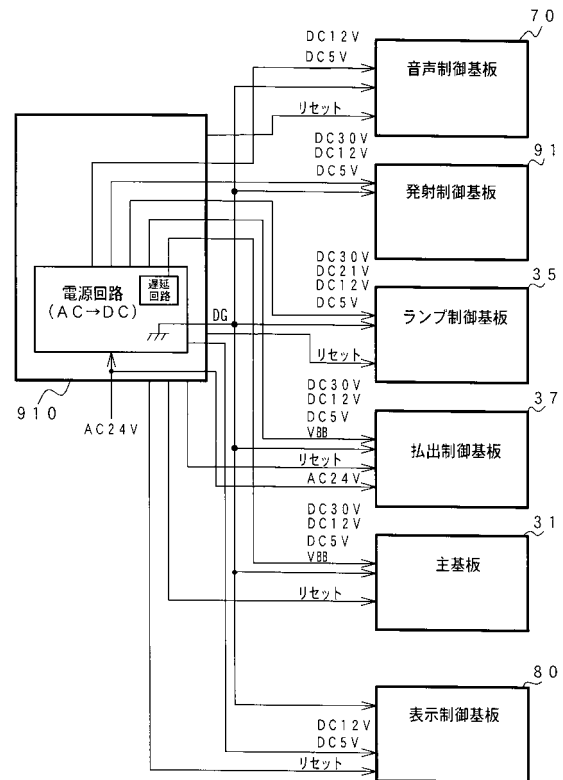 70
DC12V
DC5V
音声制御基板
リセット
91
DC30V
DC12V
DC5V
発射制御基板
35
DC30V
DC21V
DC12V
DC5V
ランプ制御基板
電源回路
(AC→DC)
遅延
回路
DG
リセット
910
AC24V
37
DC30V
DC12V
DC5V
VBB
払出制御基板
リセット
AC24V
31
DC30V
DC12V
DC5V
VBB
主基板
リセット
80
表示制御基板
DC12V
DC5V
リセット